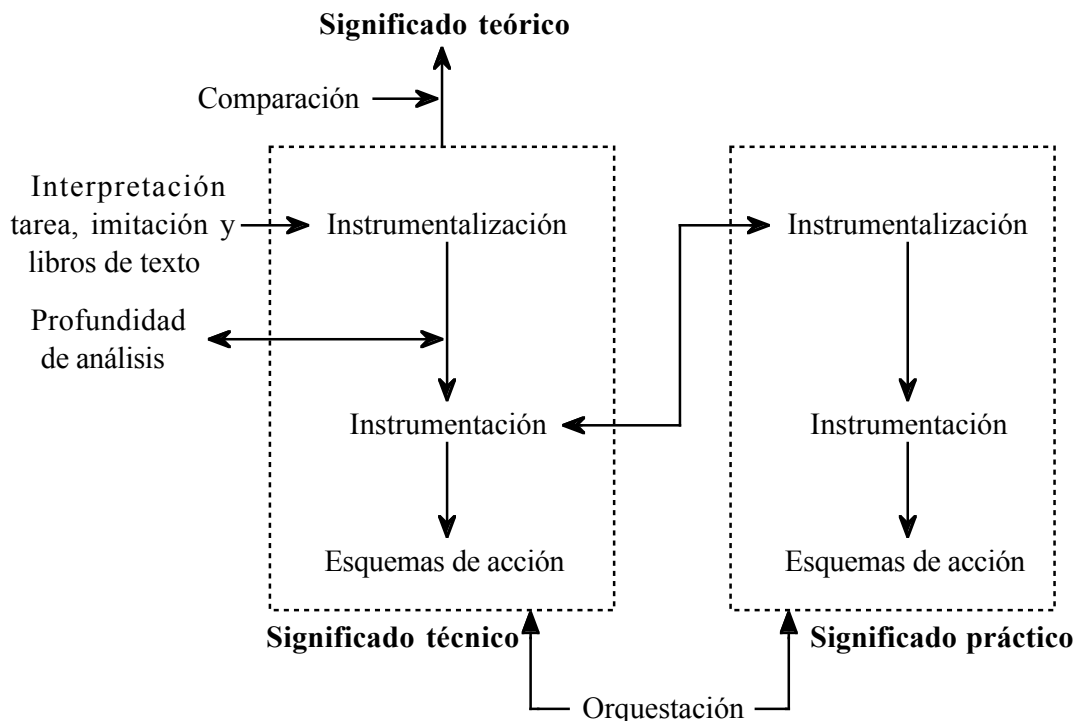 Significado teórico
Comparación
Interpretación
tarea, imitación y
libros de texto
Instrumentalización
Instrumentalización
Profundidad
de análisis
Instrumentación
Instrumentación
Esquemas de acción
Esquemas de acción
Significado técnico
Significado práctico
Orquestación